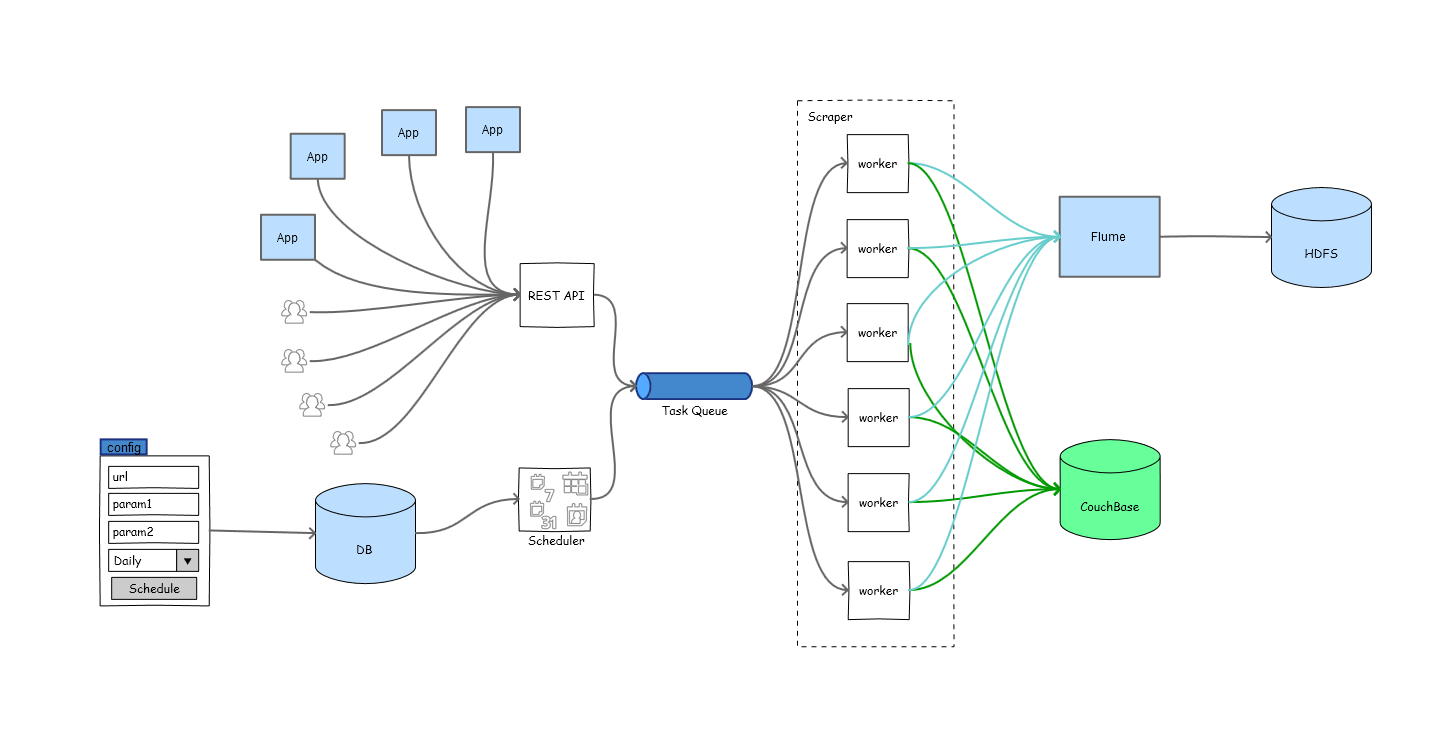 App
App
App
App
REST API
config
url
param1
param2
Daily
Schedule
DB
7
31
Scheduler
Task Queue
Scraper
worker
worker
worker
worker
worker
worker
Flume
HDFS
CouchBase